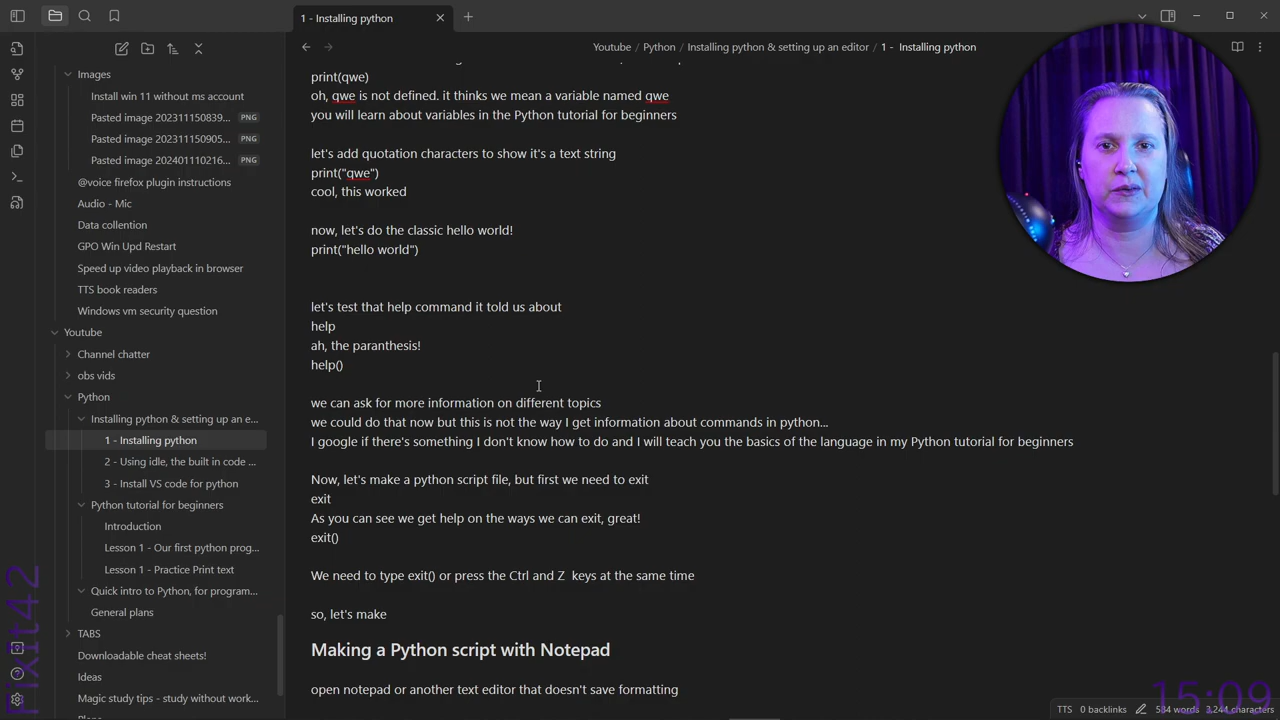 1 - Installing python
Youtube / Python / Installing python & setting up an editor / 1 - Installing python
Images
Install win 11 without ms account
Pasted image 202311150839... PNG
Pasted image 202311150905... PNG
Pasted image 202401110216... PNG
@voice firefox plugin instructions
Audio - Mic
Data collention
GPO Win Upd Restart
Speed up video playback in browser
TTS book readers
Windows vm security question
Youtube
Channel chatter
obs vids
Python
Installing python & setting up an e...
1 - Installing python
2 - Using idle, the built in code ...
3 - Install VS code for python
Python tutorial for beginners
Introduction
Lesson 1 - Our first python prog...
Lesson 1 - Practice Print text
Quick intro to Python, for program...
General plans
TABS
Downloadable cheat sheets!
Ideas
Magic study tips - study without work...
print(qwe)
oh, qwe is not defined. it thinks we mean a variable named qwe
you will learn about variables in the Python tutorial for beginners
let's add quotation characters to show it's a text string
print("qwe")
cool, this worked
now, let's do the classic hello world!
print("hello world")
let's test that help command it told us about
help
ah, the paranthesis!
help()
we can ask for more information on different topics
we could do that now but this is not the way I get information about commands in python...
I google if there's something I don't know how to do and I will teach you the basics of the language in my Python tutorial for beginners
Now, let's make a python script file, but first we need to exit
exit
As you can see we get help on the ways we can exit, great!
exit()
We need to type exit() or press the Ctrl and Z keys at the same time
so, let's make
Making a Python script with Notepad
open notepad or another text editor that doesn't save formatting
TTS 0 backlinks 584 words 3,244 characters
Fixit42
15:09